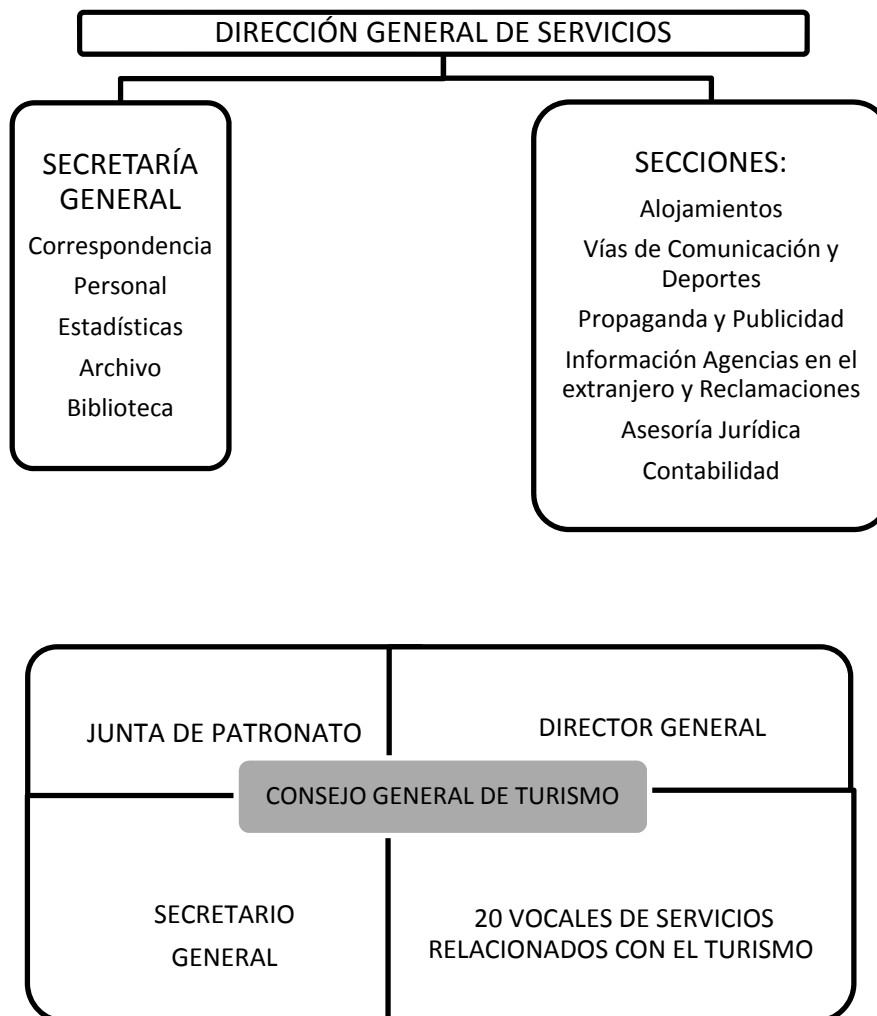 DIRECCIÓN GENERAL DE SERVICIOS
SECRETARÍA
GENERAL
Correspondencia
Personal
Estadísticas
Archivo
Biblioteca
SECCIONES:
Alojamientos
Vías de Comunicación y
Deportes
Propaganda y Publicidad
Información Agencias en el
extranjero y Reclamaciones
Asesoría Jurídica
Contabilidad
JUNTA DE PATRONATO
DIRECTOR GENERAL
CONSEJO GENERAL DE TURISMO
SECRETARIO
GENERAL
20 VOCALES DE SERVICIOS
RELACIONADOS CON EL TURISMO